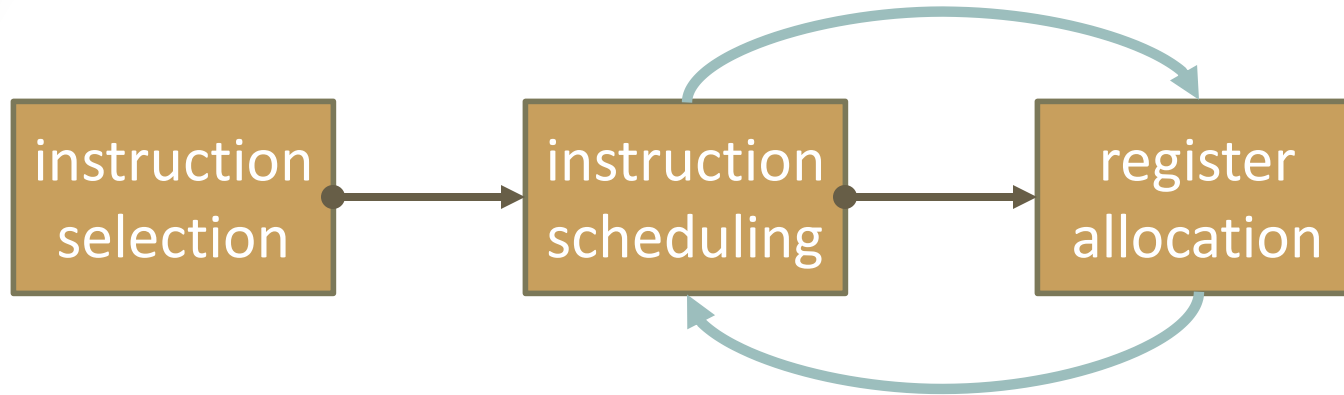 instruction
selection
instruction
scheduling
register
allocation